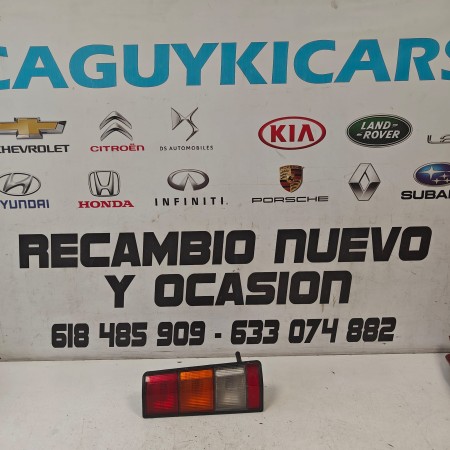 CAGUYKICARS
CHEVROLET
CITROËN
DS AUTOMOBILES
KIA
LAND-
ROVER
HYUNDAI
HONDA
INFINITI
PORSCHE
SUBAR
RECAMBIO NUEVO
Y OCASION
618 485 909 - 633 074 882